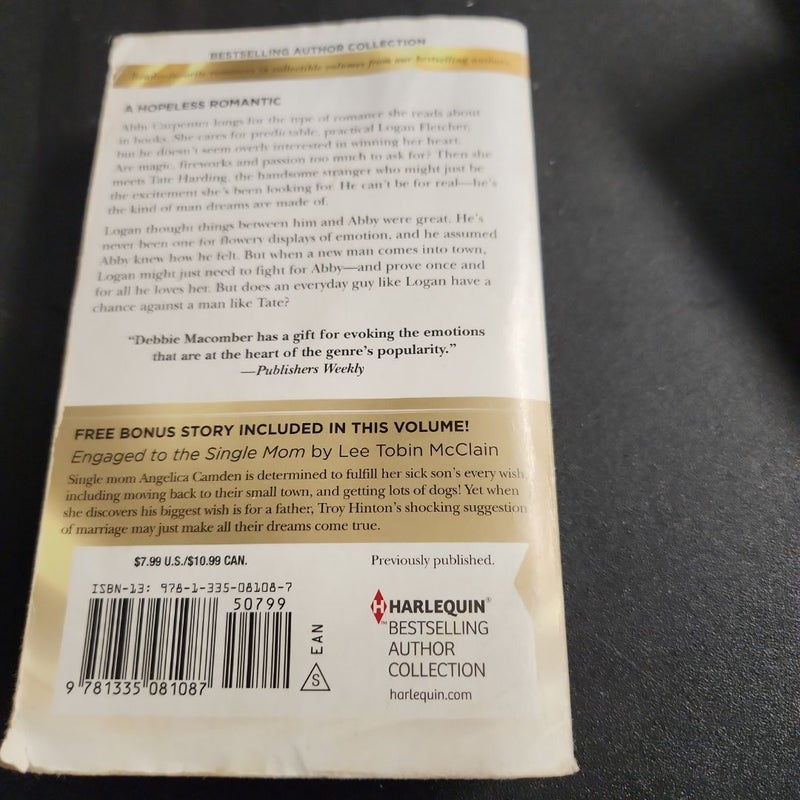 BESTSELLING AUTHOR COLLECTION
Reader-favorite romances in collectible volumes from our bestselling authors.
A HOPELESS ROMANTIC
Abby Carpenter longs for the type of romance she reads about
in books. She cares for predictable, practical Logan Fletcher,
but he doesn't seem overly interested in winning her heart.
Are magic, fireworks and passion too much to ask for? Then she
meets Tate Harding, the handsome stranger who might just be
the excitement she's been looking for. He can't be for real—he's
the kind of man dreams are made of.
Logan thought things between him and Abby were great. He's
never been one for flowery displays of emotion, and he assumed
Abby knew how he felt. But when a new man comes into town,
Logan might just need to fight for Abby—and prove once and
for all he loves her. But does an everyday guy like Logan have a
chance against a man like Tate?
“Debbie Macomber has a gift for evoking the emotions
that are at the heart of the genre's popularity.”
—Publishers Weekly
FREE BONUS STORY INCLUDED IN THIS VOLUME!
Engaged to the Single Mom by Lee Tobin McClain
Single mom Angelica Camden is determined to fulfill her sick son's every wish,
including moving back to their small town, and getting lots of dogs! Yet when
she discovers his biggest wish is for a father, Troy Hinton's shocking suggestion
of marriage may just make all their dreams come true.
$7.99 U.S./$10.99 CAN.
Previously published.
ISBN-13: 978-1-335-08108-7
50799
EAN
S
9 781335 081087
H HARLEQUIN®
™ BESTSELLING
AUTHOR
COLLECTION
harlequin.com